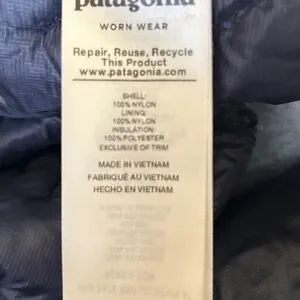 patagonia
WORN WEAR
Repair, Reuse, Recycle
This Product
www.patagonia.com
SHELL:
100% NYLON
LINING:
100% NYLON
INSULATION:
100% POLYESTER
EXCLUSIVE OF TRIM
MADE IN VIETNAM
FABRIQUÉ AU VIETNAM
HECHO EN VIETNAM